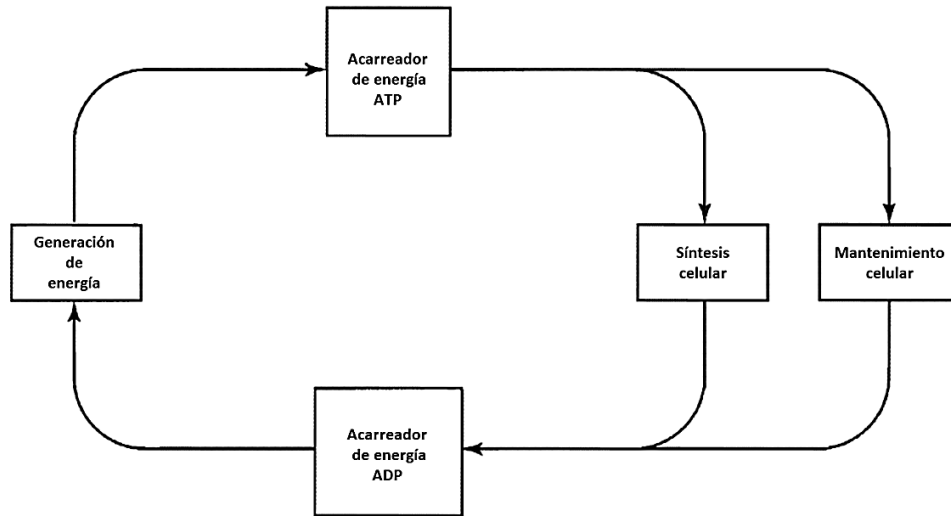 Acarreador
de energía
ATP
Generación
de
energía
Síntesis
celular
Mantenimiento
celular
Acarreador
de energía
ADP